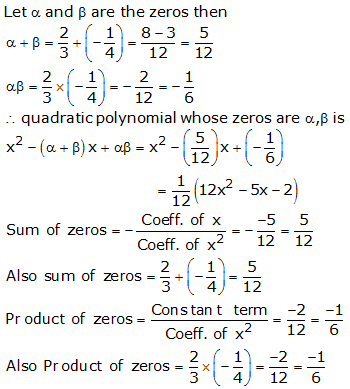 Let α and β are the zeros then
α + β = 2/3 + (−1/4) = (8 − 3)/12 = 5/12
αβ = 2/3 × (−1/4) = −2/12 = −1/6
∴ quadratic polynomial whose zeros are α,β is
x² − (α + β)x + αβ = x² − (5/12)x + (−1/6)
= 1/12 (12x² − 5x − 2)
Sum of zeros = − Coeff. of x / Coeff. of x² = − −5/12 = 5/12
Also sum of zeros = 2/3 + (−1/4) = 5/12
Product of zeros = Constant term / Coeff. of x² = −2/12 = −1/6
Also Product of zeros = 2/3 × (−1/4) = −2/12 = −1/6